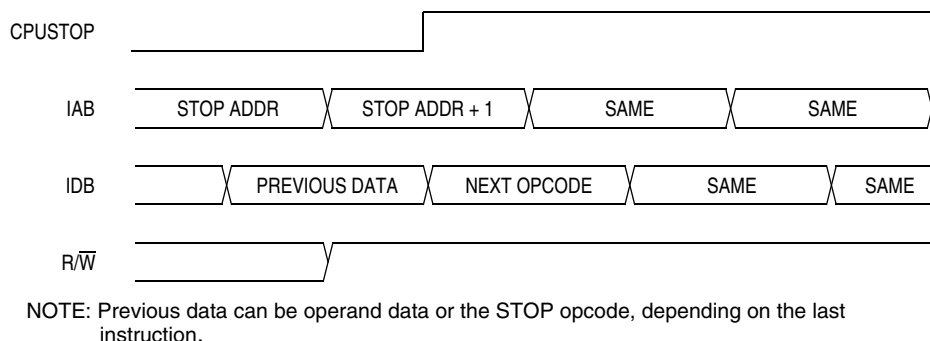 CPUSTOP
IAB STOP ADDR STOP ADDR + 1 SAME SAME
IDB PREVIOUS DATA NEXT OPCODE SAME SAME
R/W̅
NOTE: Previous data can be operand data or the STOP opcode, depending on the last
instruction.